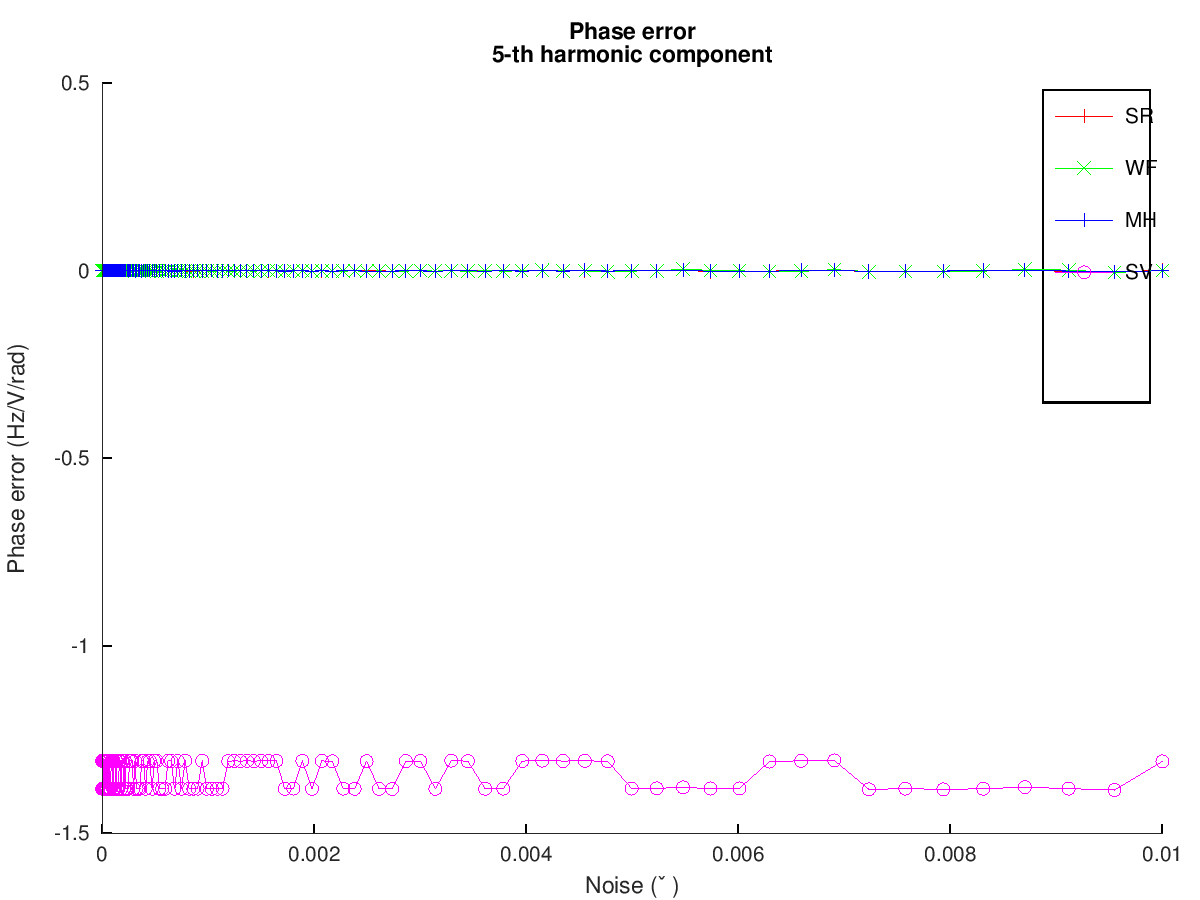 Phase error
5-th harmonic component
0.5
0
-0.5
-1
-1.5
Phase error (Hz/V/rad)
SR
WF
MH
SV
0
0.002
0.004
0.006
0.008
0.01
Noise (ˇ )